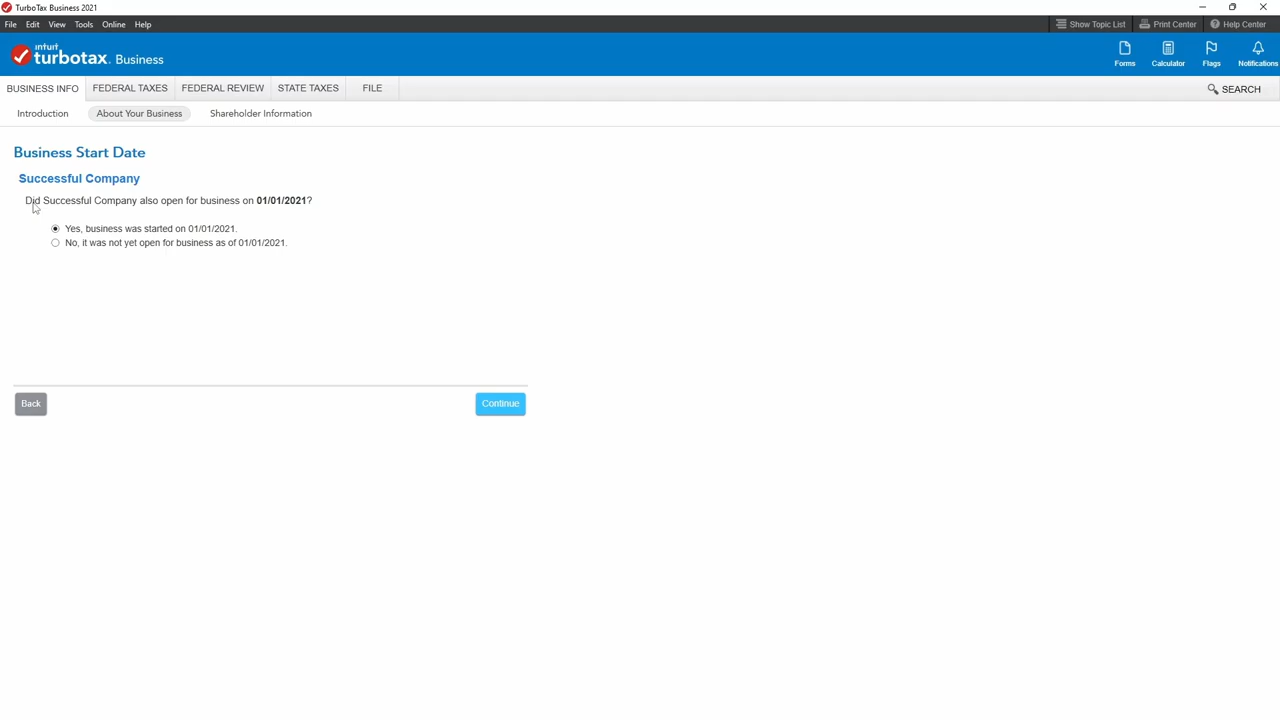 TurboTax Business 2021
File Edit View Tools Online Help
Show Topic List Print Center Help Center
intuit
turbotax. Business
Forms Calculator Flags Notifications
BUSINESS INFO FEDERAL TAXES FEDERAL REVIEW STATE TAXES FILE
SEARCH
Introduction About Your Business Shareholder Information
Business Start Date
Successful Company
Did Successful Company also open for business on 01/01/2021?
Yes, business was started on 01/01/2021.
No, it was not yet open for business as of 01/01/2021.
Back Continue